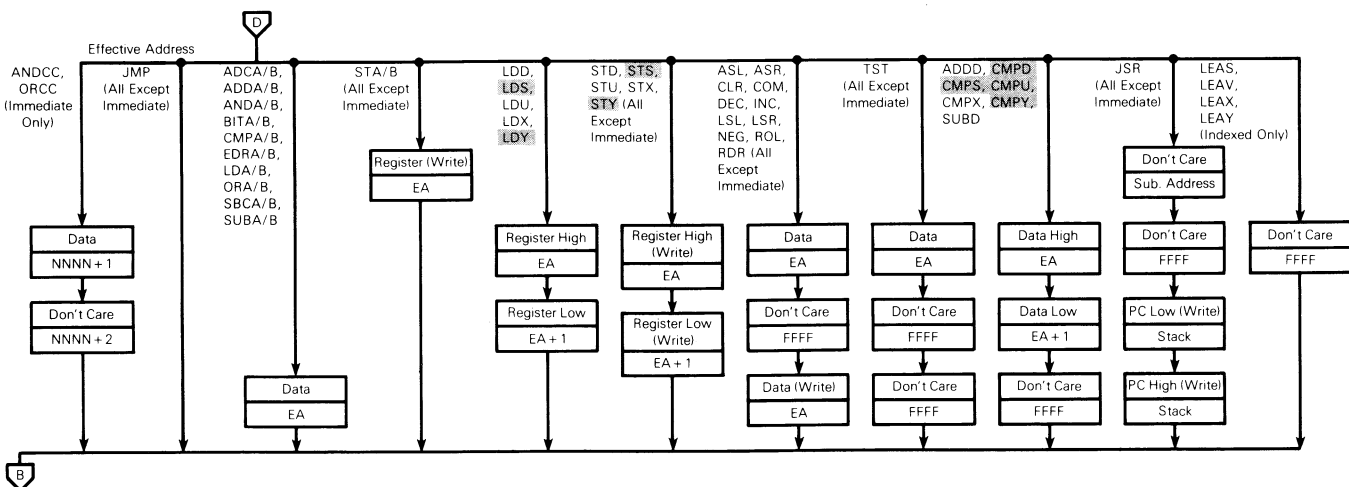 D
Effective Address
ANDCC,
ORCC
(Immediate
Only)
Data
NNNN + 1
Don't Care
NNNN + 2
JMP
(All Except
Immediate)
ADCA/B,
ADDA/B,
ANDA/B,
BITA/B,
CMPA/B,
EDRA/B,
LDA/B,
ORA/B,
SBCA/B,
SUBA/B
Data
EA
STA/B
(All Except
Immediate)
Register (Write)
EA
LDD,
LDS,
LDU,
LDX,
LDY
Register High
EA
Register Low
EA + 1
STD, STS,
STU, STX,
STY (All
Except
Immediate)
Register High
(Write)
EA
Register Low
(Write)
EA + 1
ASL, ASR,
CLR, COM,
DEC, INC,
LSL, LSR,
NEG, ROL,
RDR (All
Except
Immediate)
Data
EA
Don't Care
FFFF
Data (Write)
EA
TST
(All Except
Immediate)
Data
EA
Don't Care
FFFF
Don't Care
FFFF
ADDD, CMPD
CMPS, CMPU,
CMPX, CMPY,
SUBD
Data High
EA
Data Low
EA + 1
Don't Care
FFFF
JSR
(All Except
Immediate)
Don't Care
Sub. Address
Don't Care
FFFF
PC Low (Write)
Stack
PC High (Write)
Stack
LEAS,
LEAV,
LEAX,
LEAY
(Indexed Only)
Don't Care
FFFF
B